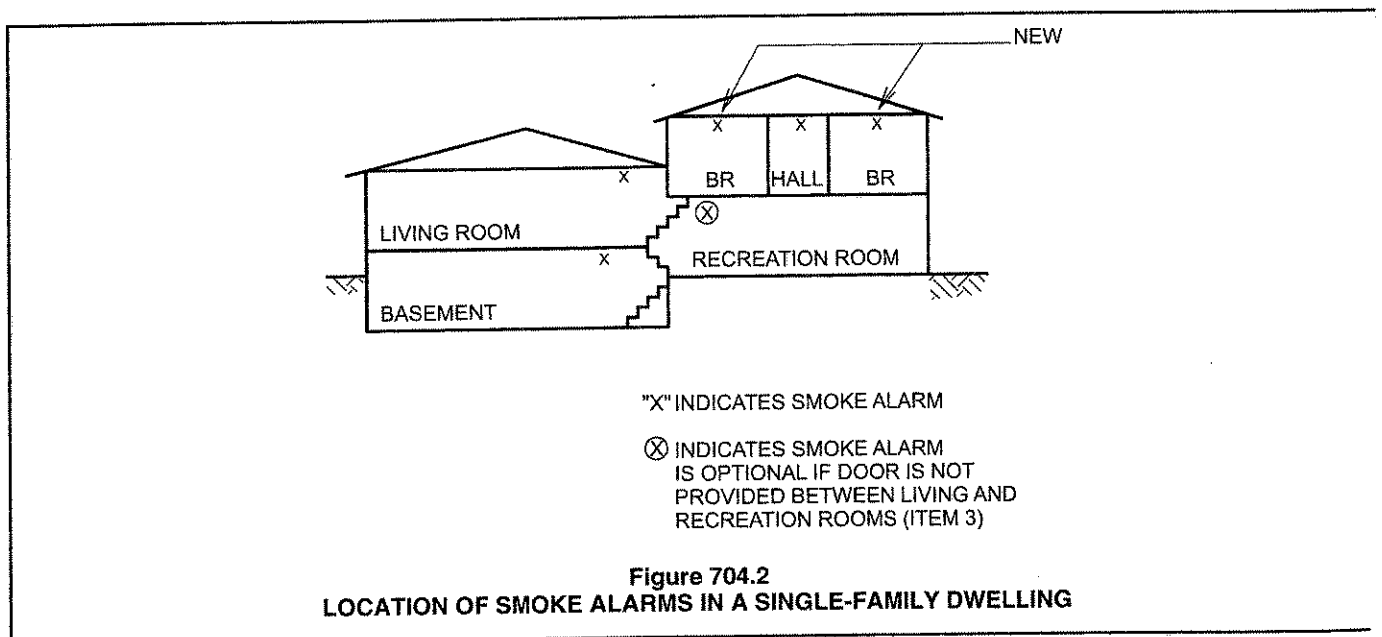 NEW
X X X
X
BR HALL BR
X
LIVING ROOM
X
RECREATION ROOM
BASEMENT
"X" INDICATES SMOKE ALARM
X INDICATES SMOKE ALARM
IS OPTIONAL IF DOOR IS NOT
PROVIDED BETWEEN LIVING AND
RECREATION ROOMS (ITEM 3)
Figure 704.2
LOCATION OF SMOKE ALARMS IN A SINGLE-FAMILY DWELLING